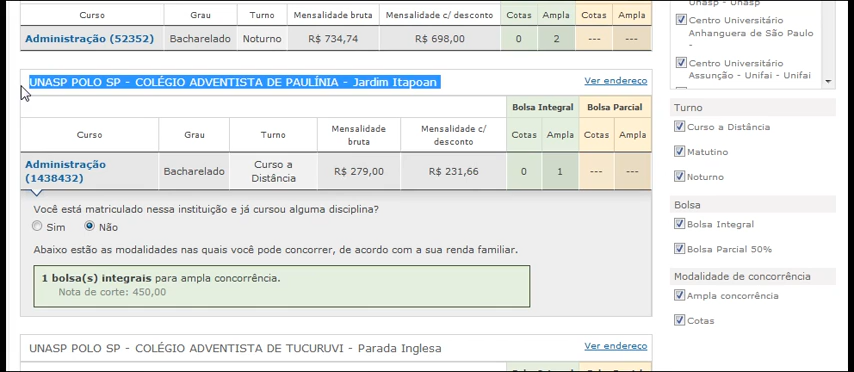 Curso Grau Turno Mensalidade bruta Mensalidade c/ desconto Cotas Ampla Cotas Ampla
Administração (52352) Bacharelado Noturno R$ 734,74 R$ 698,00 0 2 --- ---
UNASP POLO SP - COLÉGIO ADVENTISTA DE PAULÍNIA - Jardim Itapoan Ver endereco
Bolsa Integral Bolsa Parcial
Curso Grau Turno Mensalidade bruta Mensalidade c/ desconto Cotas Ampla Cotas Ampla
Administração (1438432) Bacharelado Curso a Distância R$ 279,00 R$ 231,66 0 1 --- ---
Você está matriculado nessa instituição e já cursou alguma disciplina?
Sim Não
Abaixo estão as modalidades nas quais você pode concorrer, de acordo com a sua renda familiar.
1 bolsa(s) integrais para ampla concorrência.
Nota de corte: 450,00
UNASP POLO SP - COLÉGIO ADVENTISTA DE TUCURUVI - Parada Inglesa Ver endereco
Unasp - Unasp
Centro Universitário
Anhanguera de São Paulo
-
Centro Universitário
Assunção - Unifai - Unifai
Turno
Curso a Distância
Matutino
Noturno
Bolsa
Bolsa Integral
Bolsa Parcial 50%
Modalidade de concorrência
Ampla concorrência
Cotas